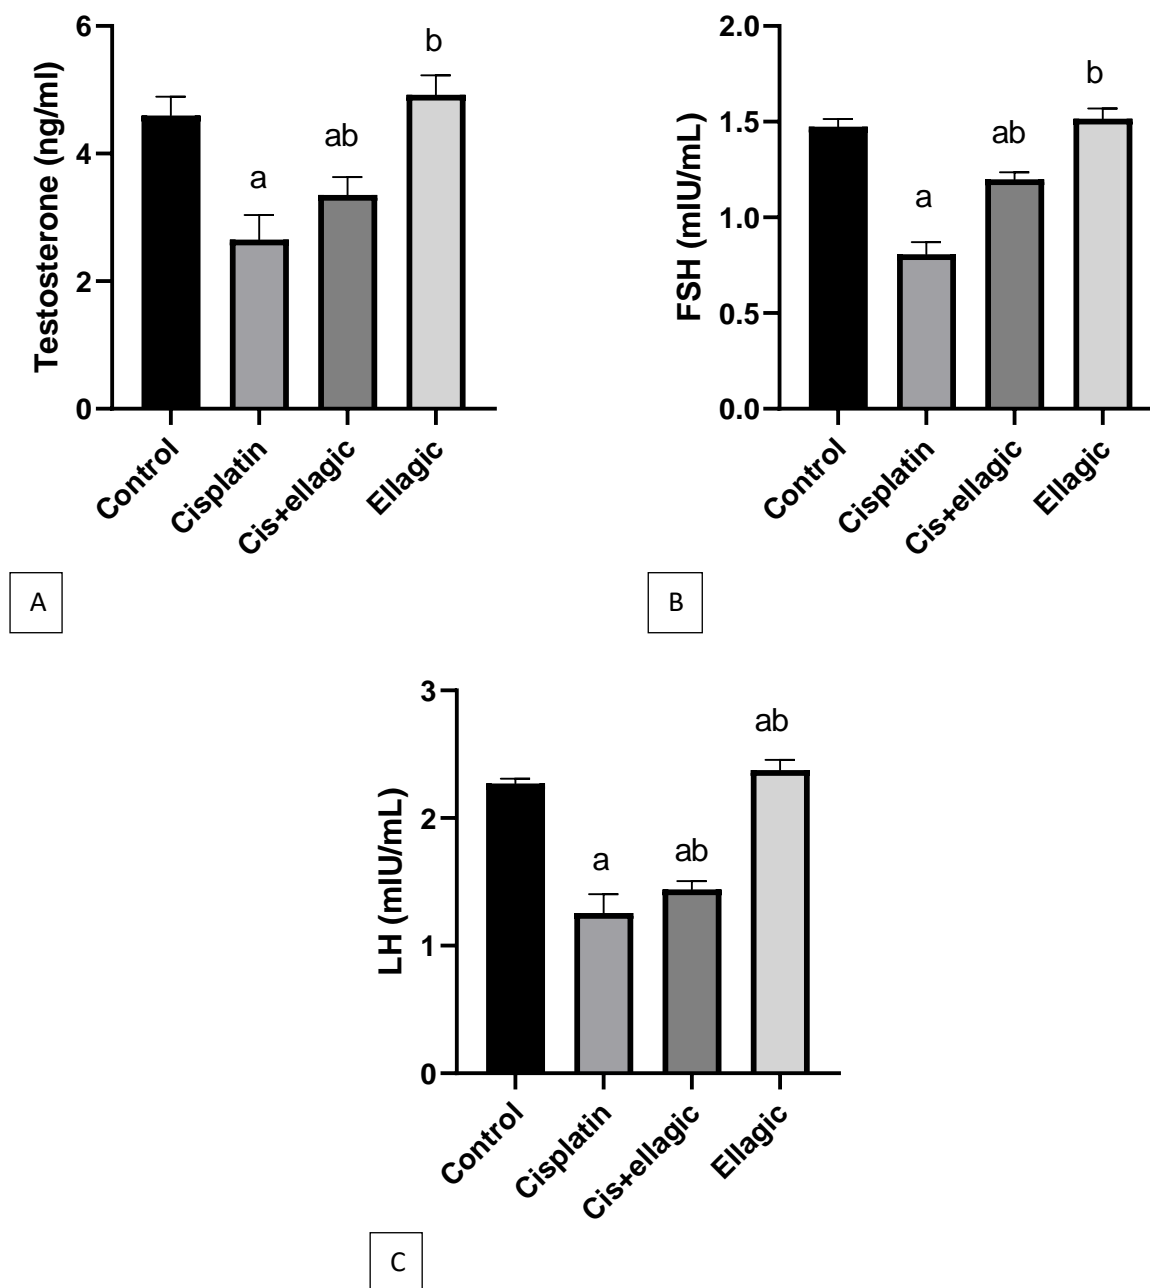 Testosterone (ng/ml)
6
4
2
0
a
ab
b
Control
Cisplatin
Cis+ellagic
Ellagic
A
FSH (mIU/mL)
2.0
1.5
1.0
0.5
0.0
a
ab
b
Control
Cisplatin
Cis+ellagic
Ellagic
B
LH (mIU/mL)
3
2
1
0
a
ab
ab
Control
Cisplatin
Cis+ellagic
Ellagic
C